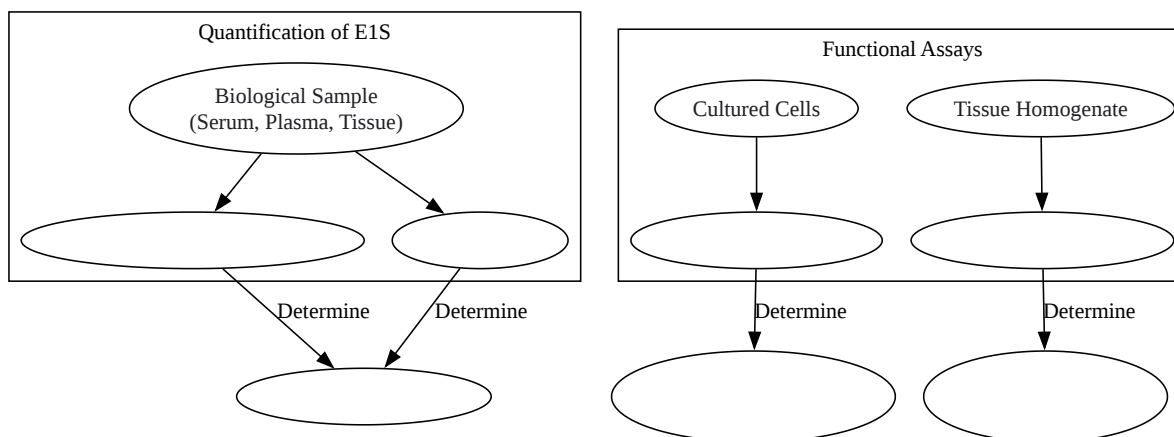 Quantification of E1S
Biological Sample
(Serum, Plasma, Tissue)
Determine
Determine
Functional Assays
Cultured Cells
Tissue Homogenate
Determine
Determine